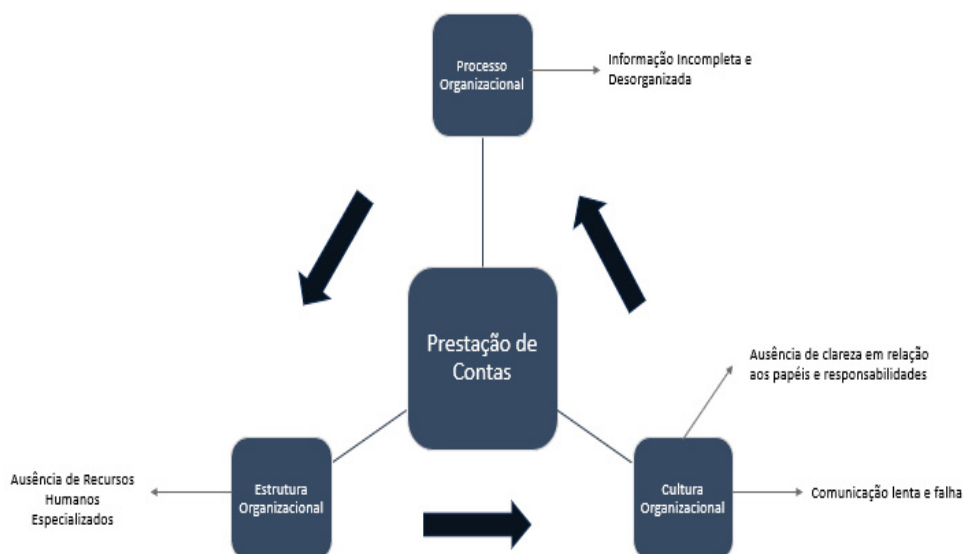 Processo
Organizacional
Informação Incompleta e
Desorganizada
Prestação de
Contas
Ausência de clareza em relação
aos papéis e responsabilidades
Ausência de Recursos
Humanos
Especializados
Estrutura
Organizacional
Cultura
Organizacional
Comunicação lenta e falha